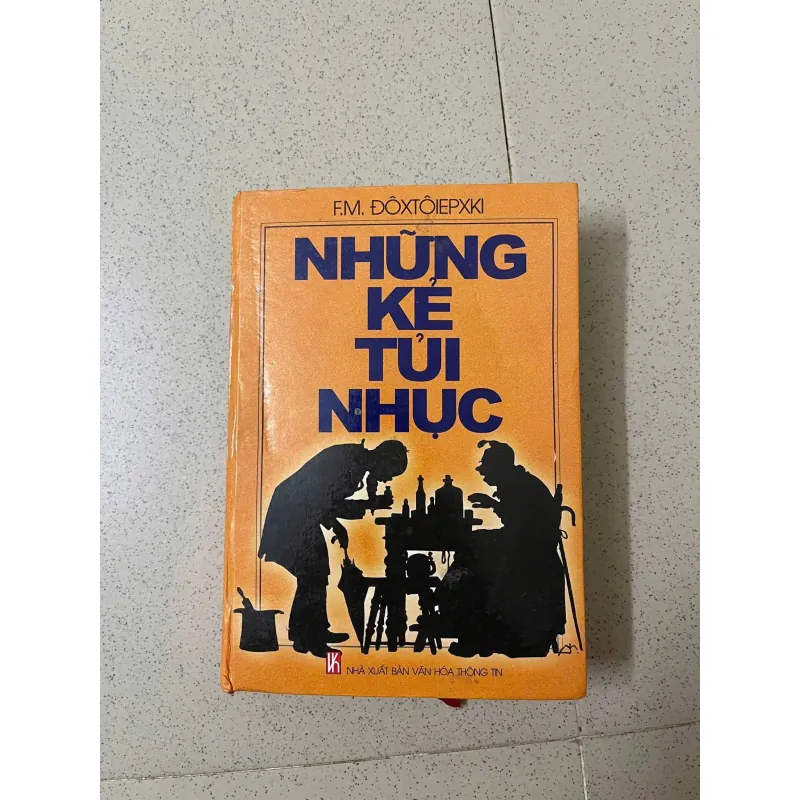 F.M. ĐÔXTÔIEPXKI
NHỮNG
KẺ
TỦI
NHỤC
NHÀ XUẤT BẢN VĂN HÓA THÔNG TIN